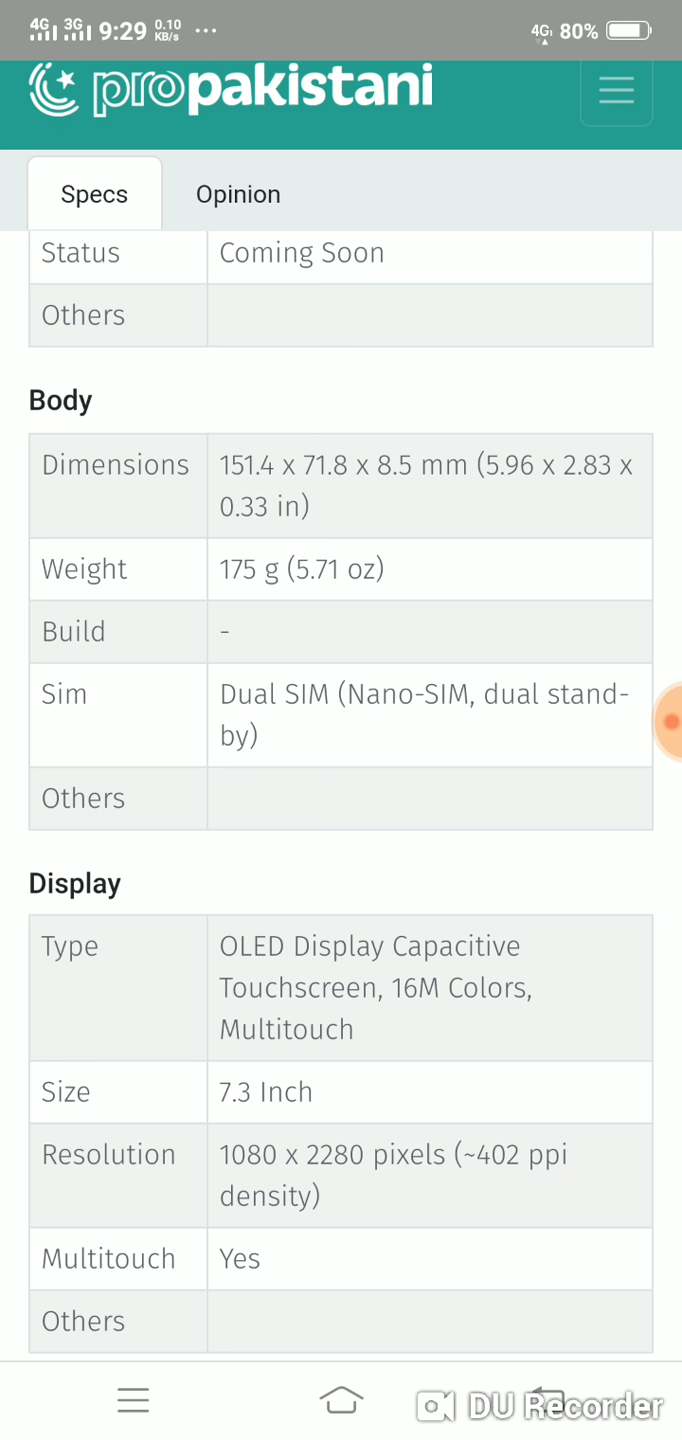 4G 3G 9:29 0.10 KB/s ... 4G 80%
propakistani
Specs Opinion
Status Coming Soon
Others
Body
Dimensions 151.4 x 71.8 x 8.5 mm (5.96 x 2.83 x
0.33 in)
Weight 175 g (5.71 oz)
Build -
Sim Dual SIM (Nano-SIM, dual stand-
by)
Others
Display
Type OLED Display Capacitive
Touchscreen, 16M Colors,
Multitouch
Size 7.3 Inch
Resolution 1080 x 2280 pixels (~402 ppi
density)
Multitouch Yes
Others
DU Recorder